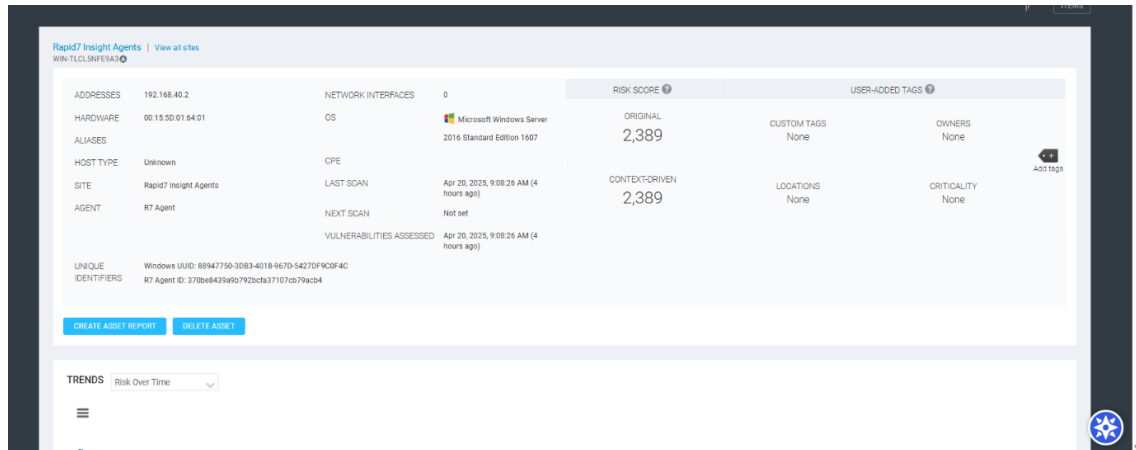 ITEMS
Rapid7 Insight Agents | View all sites
WIN-TLCL5NFE9A3
ADDRESSES 192.168.40.2
HARDWARE 00:15:5D:01:64:01
ALIASES
HOST TYPE Unknown
SITE Rapid7 Insight Agents
AGENT R7 Agent
NETWORK INTERFACES 0
OS Microsoft Windows Server
2016 Standard Edition 1607
CPE
LAST SCAN Apr 20, 2025, 9:08:26 AM (4
hours ago)
NEXT SCAN Not set
VULNERABILITIES ASSESSED Apr 20, 2025, 9:08:26 AM (4
hours ago)
UNIQUE Windows UUID: 88947750-3DB3-4018-967D-5427DF9C0F4C
IDENTIFIERS R7 Agent ID: 370be8439a9b792bcfa37107cb79acb4
RISK SCORE
ORIGINAL
2,389
CONTEXT-DRIVEN
2,389
USER-ADDED TAGS
CUSTOM TAGS
None
OWNERS
None
LOCATIONS
None
CRITICALITY
None
Add tags
CREATE ASSET REPORT DELETE ASSET
TRENDS Risk Over Time